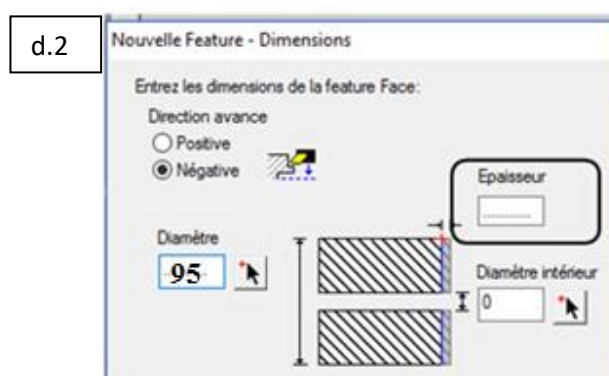 d.2
Nouvelle Feature - Dimensions
Entrez les dimensions de la feature Face:
Direction avance
Positive
Négative
Epaisseur
............
Diamètre
95
Diamètre intérieur
0